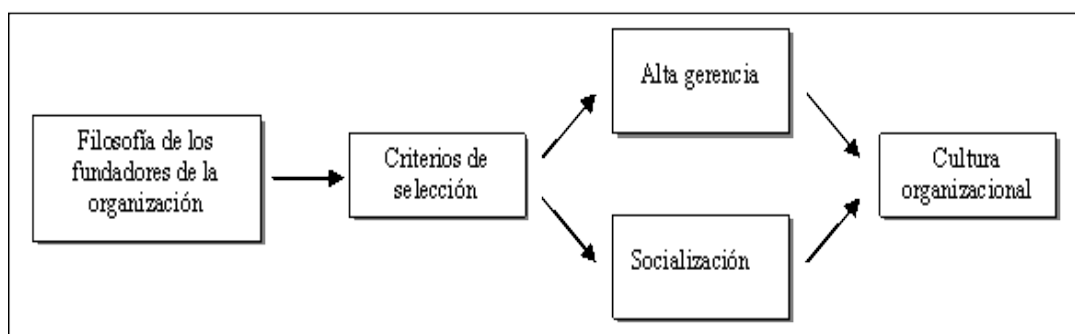 Filosofía de los
fundadores de la
organización
Criterios de
selección
Alta gerencia
Socialización
Cultura
organizacional